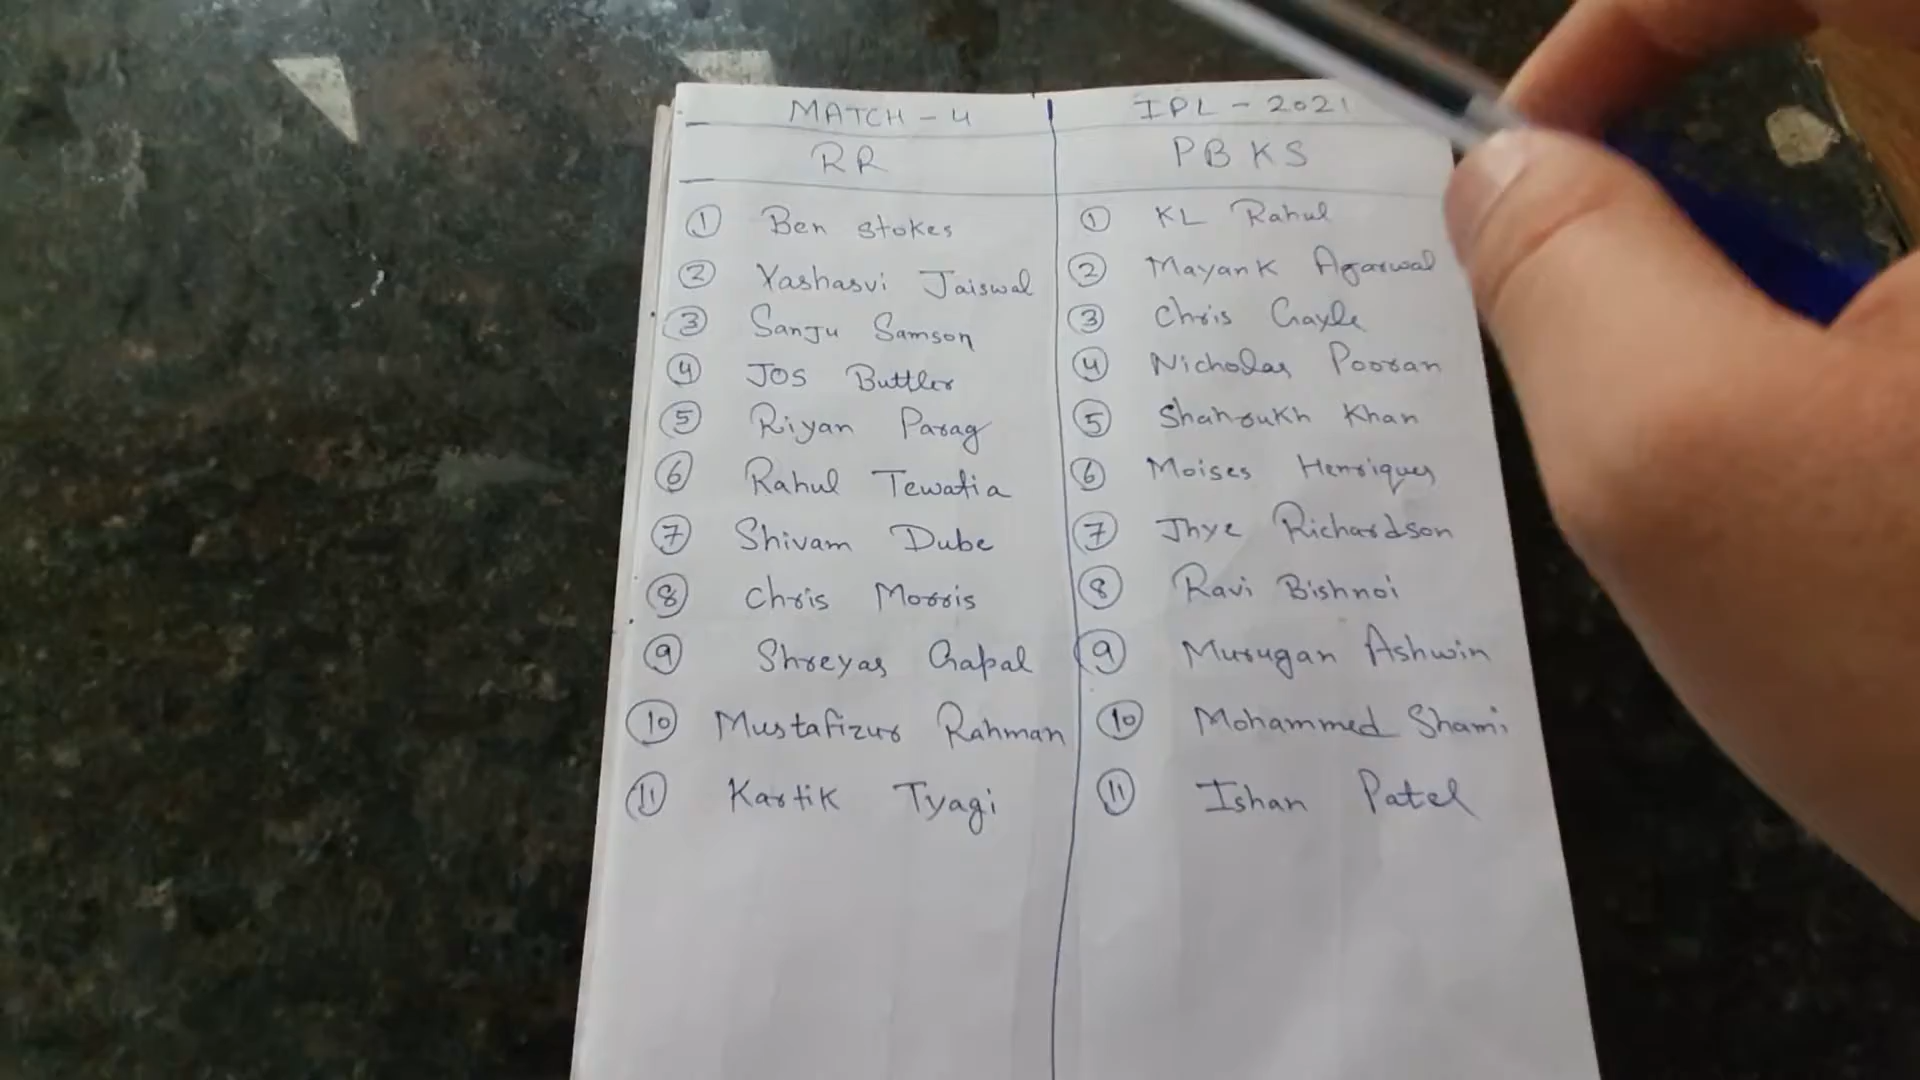 MATCH - 4 IPL - 2021
RR PBKS
① Ben Stokes ① KL Rahul
② Yashasvi Jaiswal ② Mayank Agarwal
③ Sanju Samson ③ Chris Gayle
④ JOS Buttler ④ Nicholas Pooran
⑤ Riyan Parag ⑤ Shahrukh Khan
⑥ Rahul Tewatia ⑥ Moises Henriques
⑦ Shivam Dube ⑦ Jhye Richardson
⑧ Chris Morris ⑧ Ravi Bishnoi
⑨ Shreyas Gapal ⑨ Murugan Ashwin
⑩ Mustafizur Rahman ⑩ Mohammed Shami
⑪ Kartik Tyagi ⑪ Ishan Patel